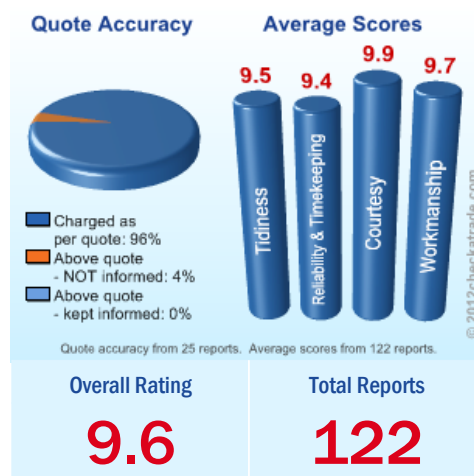 Quote Accuracy
Charged as
per quote: 96%
Above quote
- NOT informed: 4%
Above quote
- kept informed: 0%
Average Scores
9.5
9.4
9.9
9.7
Tidiness
Reliability & Timekeeping
Courtesy
Workmanship
© 2012checkatrade.com
Quote accuracy from 25 reports. Average scores from 122 reports.
Overall Rating
9.6
Total Reports
122